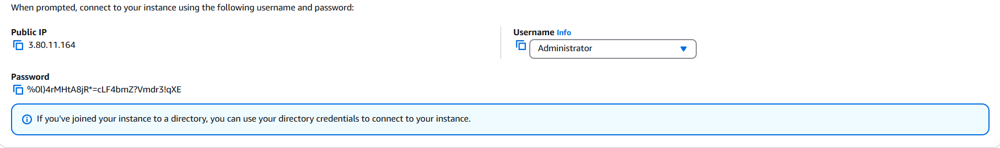 When prompted, connect to your instance using the following username and password:
Public IP
3.80.11.164
Username Info
Administrator
Password
%0l)4rMHtA8jR*=cLF4bmZ?Vmdr3!qXE
If you've joined your instance to a directory, you can use your directory credentials to connect to your instance.